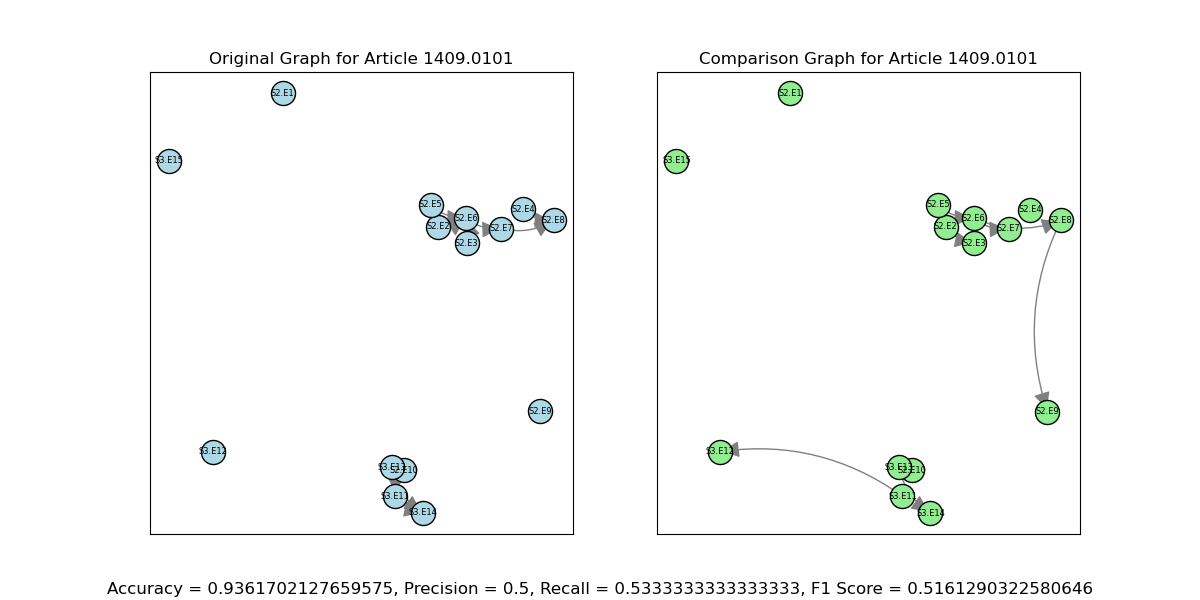 Original Graph for Article 1409.0101
S2.E1
S3.E15
S2.E5
S2.E4
S2.E6
S2.E8
S2.E2
S2.E7
S2.E3
S2.E9
S3.E12
S3.E13
S2.E10
S3.E11
S3.E14
Comparison Graph for Article 1409.0101
S2.E1
S3.E15
S2.E5
S2.E4
S2.E6
S2.E8
S2.E2
S2.E7
S2.E3
S2.E9
S3.E12
S3.E13
S2.E10
S3.E11
S3.E14
Accuracy = 0.9361702127659575, Precision = 0.5, Recall = 0.5333333333333333, F1 Score = 0.5161290322580646